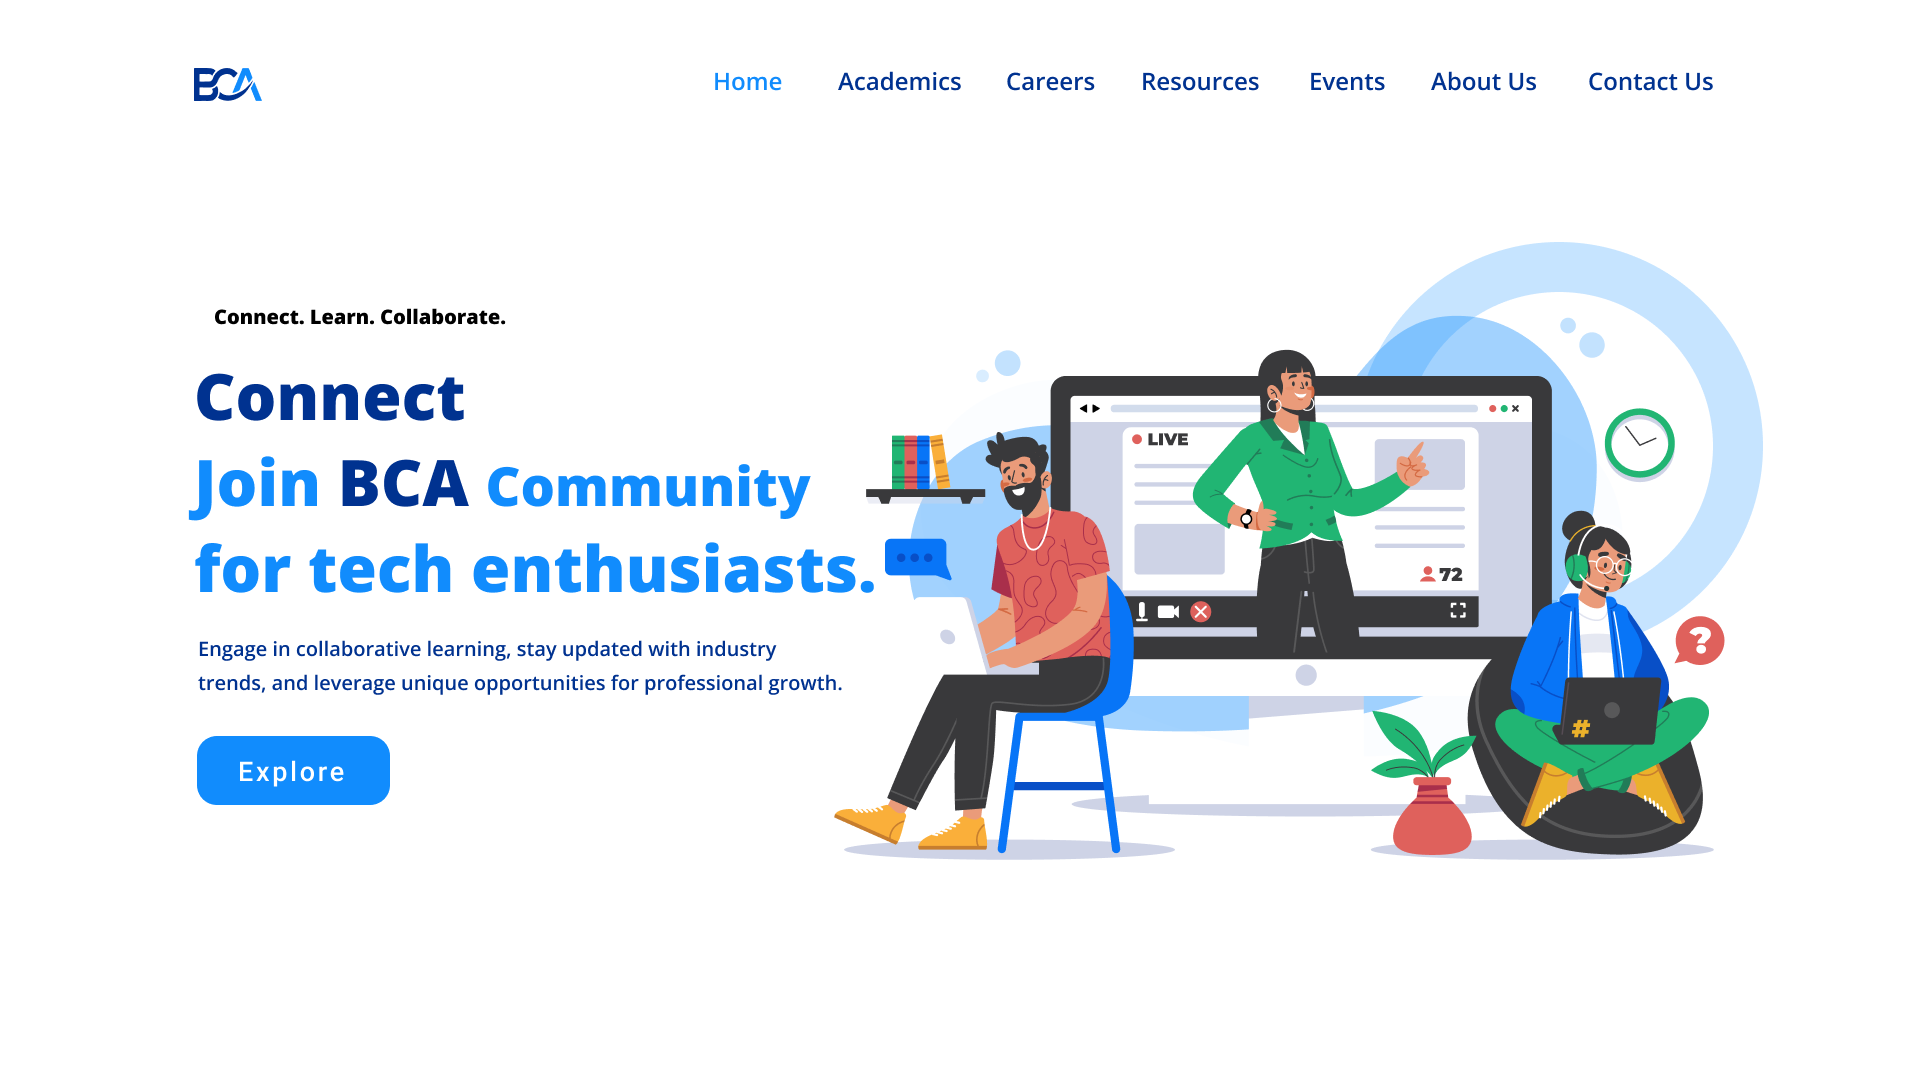 BCA
Home Academics Careers Resources Events About Us Contact Us
Connect. Learn. Collaborate.
Connect
Join BCA Community
for tech enthusiasts.
Engage in collaborative learning, stay updated with industry
trends, and leverage unique opportunities for professional growth.
Explore
LIVE
72
?
#